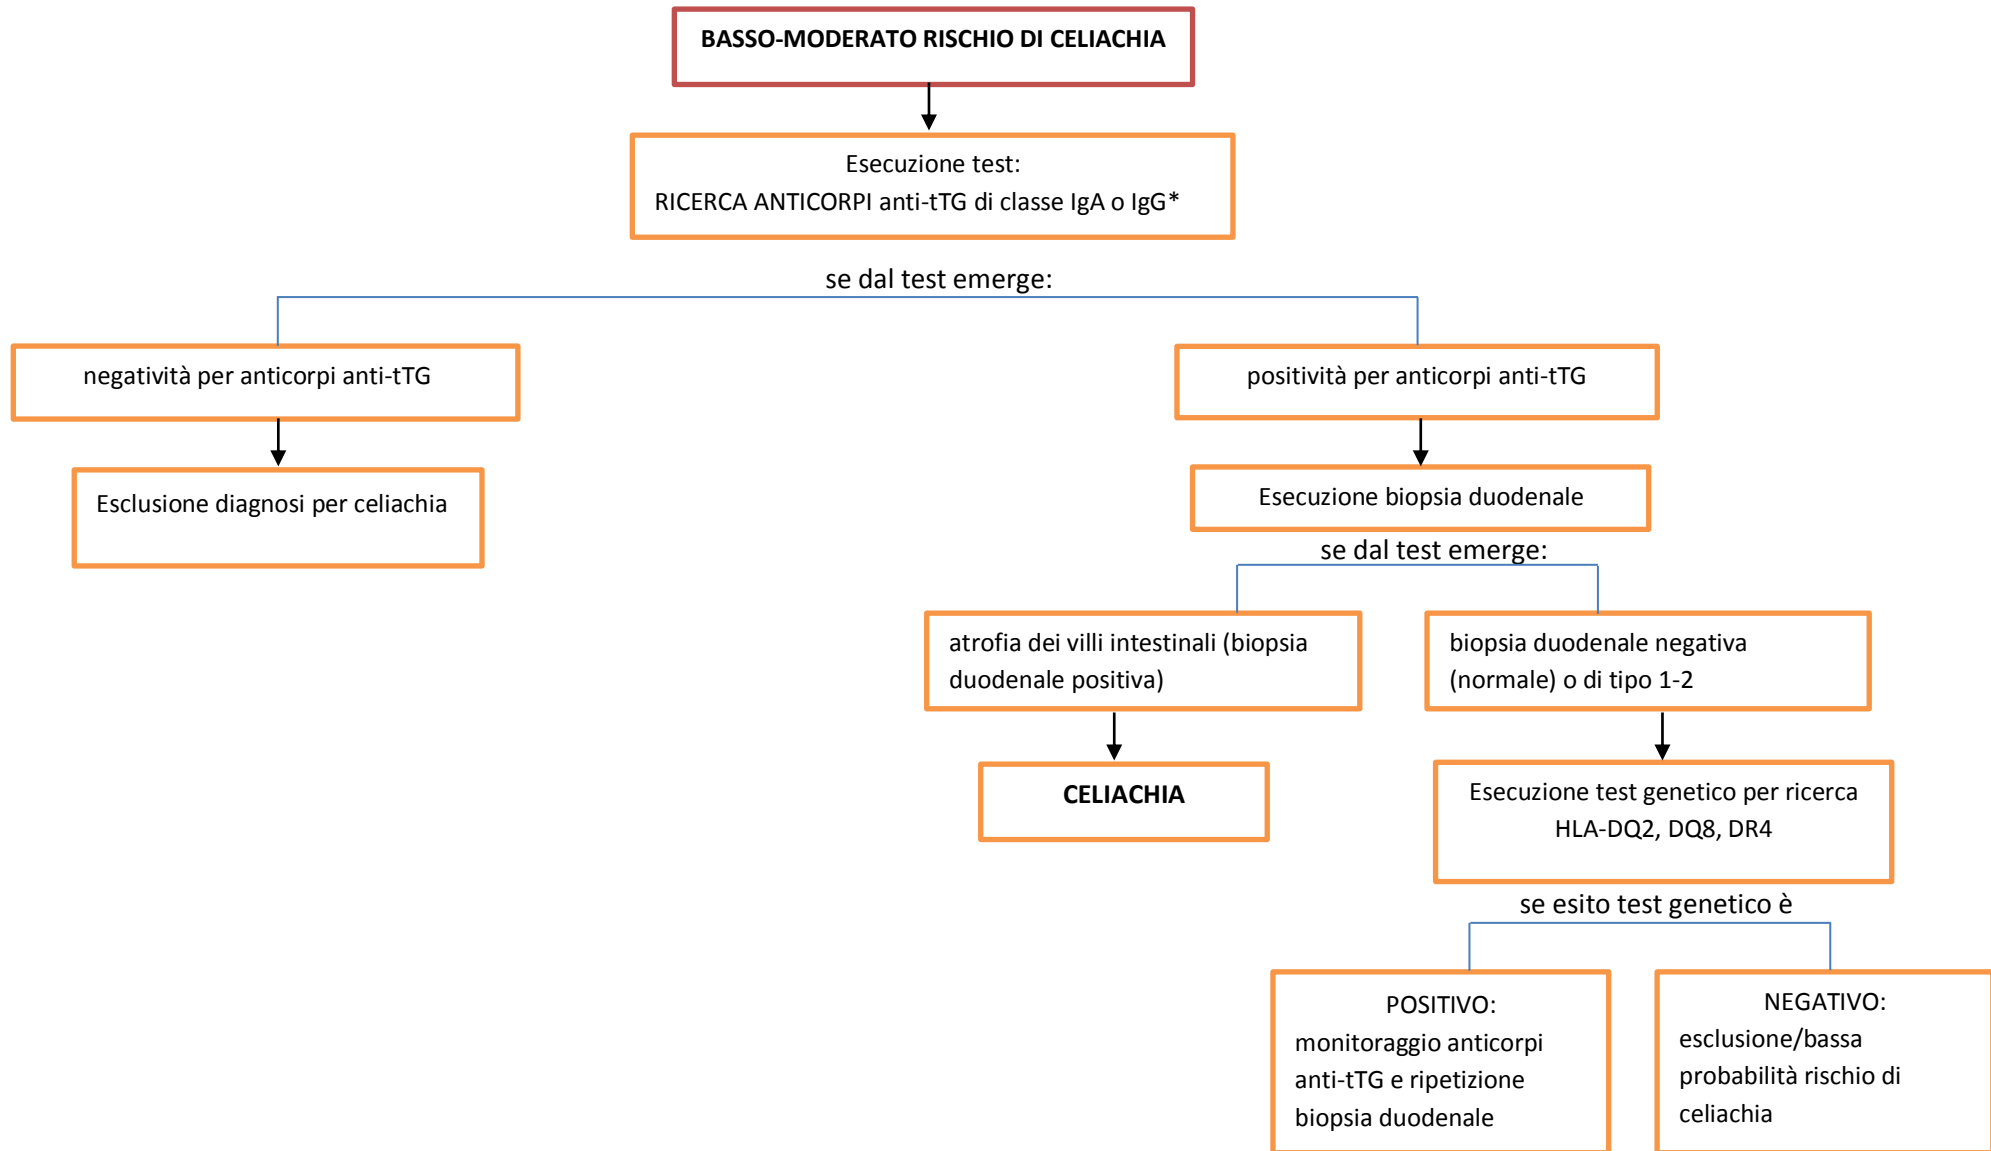 BASSO-MODERATO RISCHIO DI CELIACHIA
Esecuzione test:
RICERCA ANTICORPI anti-tTG di classe IgA o IgG*
se dal test emerge:
negatività per anticorpi anti-tTG
positività per anticorpi anti-tTG
Esclusione diagnosi per celiachia
Esecuzione biopsia duodenale
se dal test emerge:
atrofia dei villi intestinali (biopsia
duodenale positiva)
biopsia duodenale negativa
(normale) o di tipo 1-2
CELIACHIA
Esecuzione test genetico per ricerca
HLA-DQ2, DQ8, DR4
se esito test genetico è
POSITIVO:
monitoraggio anticorpi
anti-tTG e ripetizione
biopsia duodenale
NEGATIVO:
esclusione/bassa
probabilità rischio di
celiachia